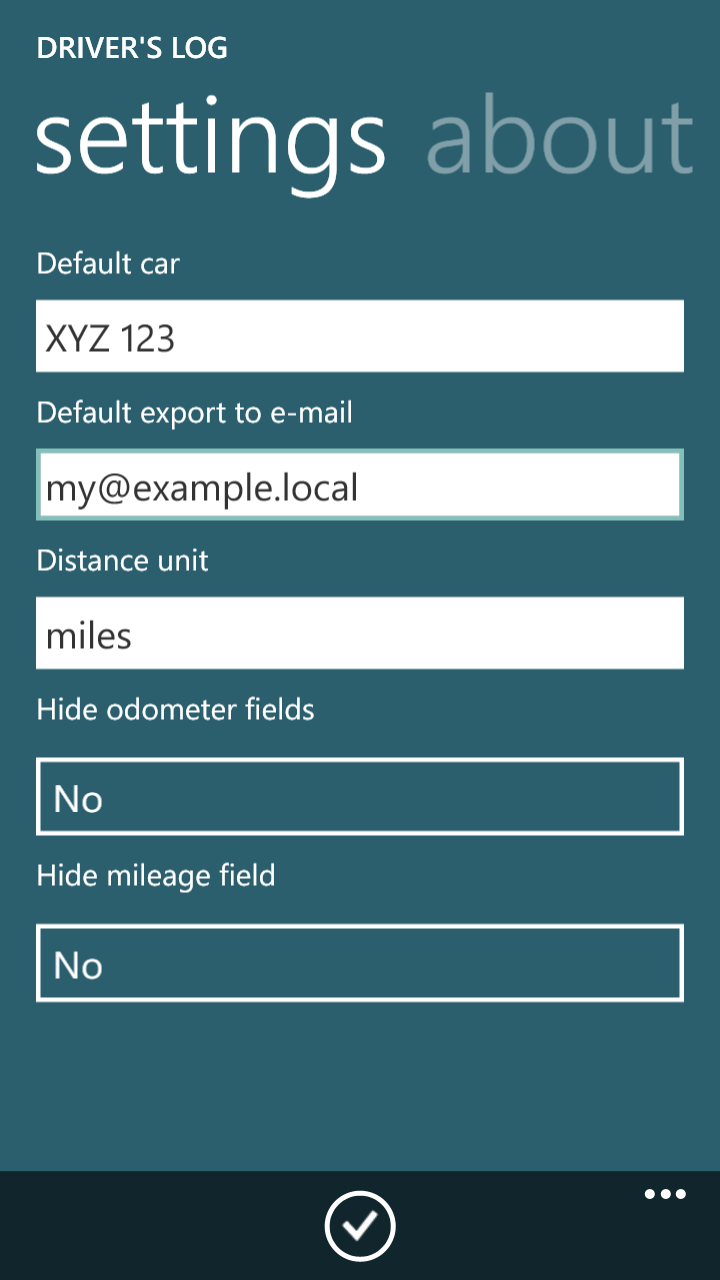 DRIVER'S LOG
settings about
Default car
XYZ 123
Default export to e-mail
my@example.local
Distance unit
miles
Hide odometer fields
No
Hide mileage field
No